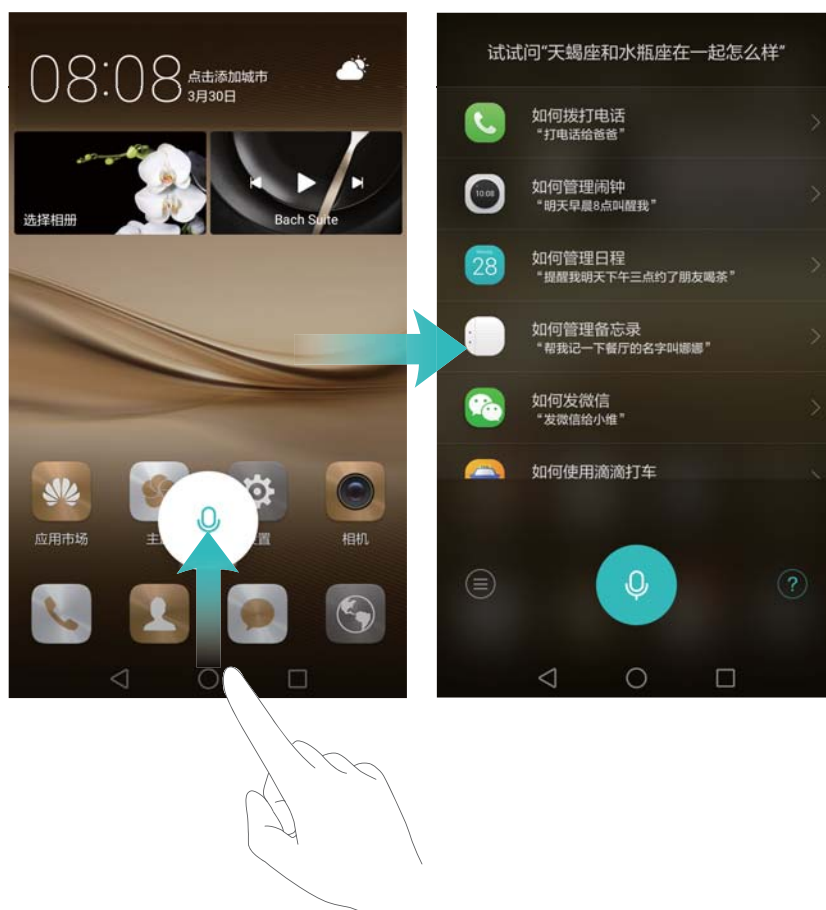 08:08
点击添加城市
3月30日
选择相册
Bach Suite
应用市场
主
置
相机
试试问“天蝎座和水瓶座在一起怎么样”
如何拨打电话
“打电话给爸爸”
10:08
如何管理闹钟
“明天早晨8点叫醒我”
28
如何管理日程
“提醒我明天下午三点约了朋友喝茶”
如何管理备忘录
“帮我记一下餐厅的名字叫娜娜”
如何发微信
“发微信给小维”
如何使用滴滴打车
?